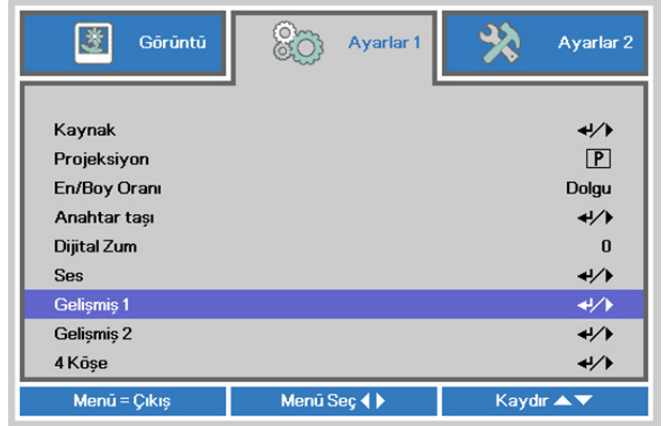 Görüntü
Ayarlar 1
Ayarlar 2
Kaynak
Projeksiyon P
En/Boy Oranı Dolgu
Anahtar taşı
Dijital Zum 0
Ses
Gelişmiş 1
Gelişmiş 2
4 Köşe
Menü = Çıkış
Menü Seç
Kaydır